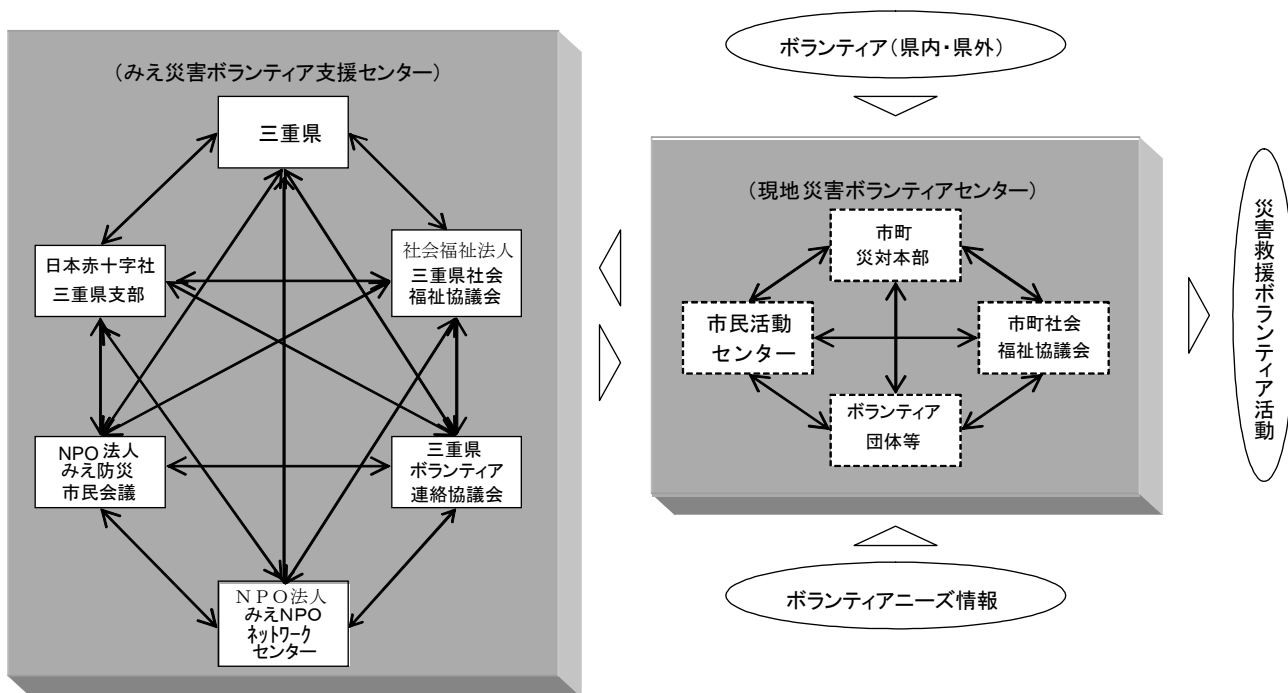 (みえ災害ボランティア支援センター)
三重県
日本赤十字社
三重県支部
社会福祉法人
三重県社会
福祉協議会
NPO法人
みえ防災
市民会議
三重県
ボランティア
連絡協議会
NPO法人
みえNPO
ネットワーク
センター
ボランティア(県内・県外)
(現地災害ボランティアセンター)
市町
災対本部
市民活動
センター
市町社会
福祉協議会
ボランティア
団体等
ボランティアニーズ情報
災害救援ボランティア活動